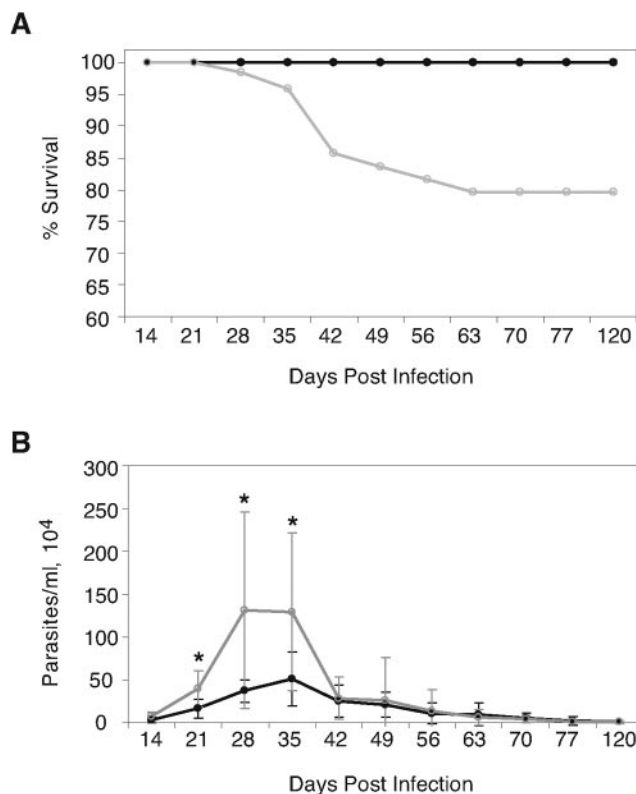 A
100
95
90
85
80
75
70
65
60
% Survival
14 21 28 35 42 49 56 63 70 77 120
Days Post Infection
B
300
250
200
150
100
50
0
Parasites/ml, 10⁴
* * *
14 21 28 35 42 49 56 63 70 77 120
Days Post Infection